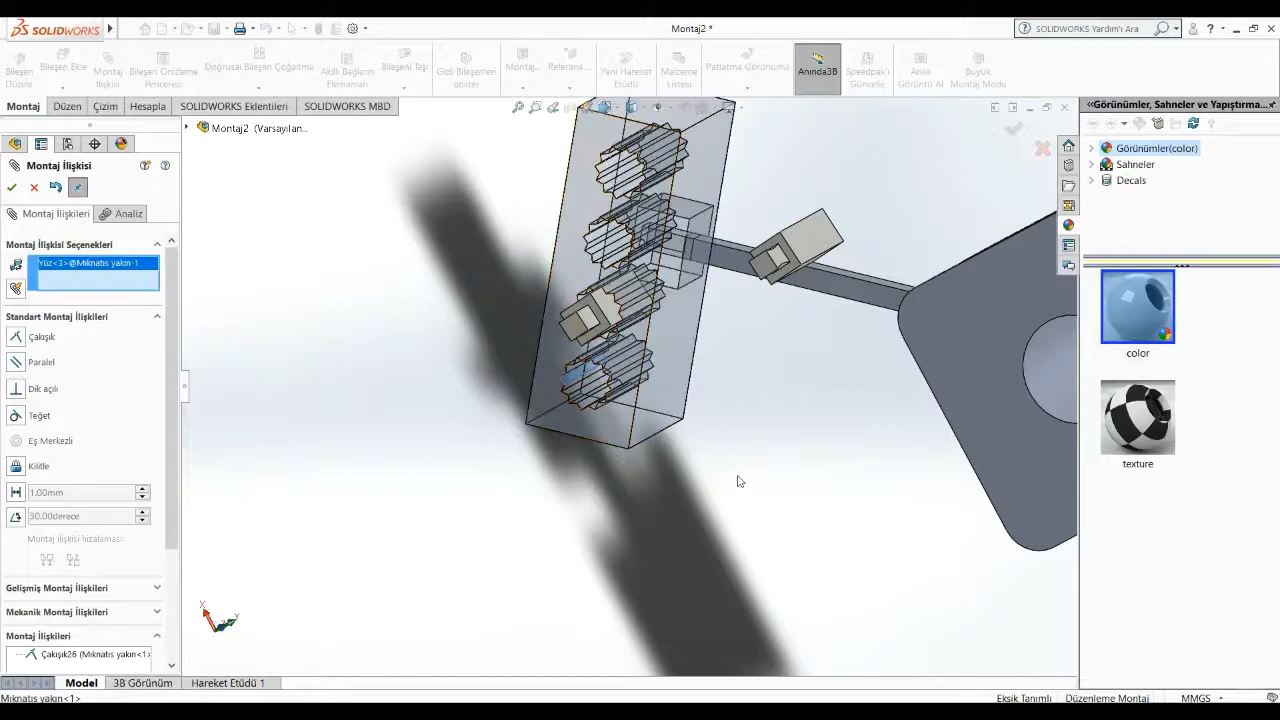 SOLIDWORKS
Montaj2 *
SOLIDWORKS Yardım'ı Ara
Bileşen Düzenle
Bileşen Ekle
Montaj İlişkisi
Bileşen Önizleme Penceresi
Doğrusal Bileşen Çoğaltma
Akıllı Bağlantı Elemanları
Bileşeni Taşı
Gizli Bileşenleri göster
Montaj...
Referans...
Yeni Hareket Etüdü
Malzeme Listesi
Patlatma Görünümü
Anında3B
Speedpak'ı Güncelle
Anlık Görüntü Al
Büyük Montaj Modu
Montaj
Düzen
Çizim
Hesapla
SOLIDWORKS Eklentileri
SOLIDWORKS MBD
Montaj2 (Varsayılan...
Montaj İlişkisi
Montaj İlişkileri
Analiz
Montaj İlişkisi Seçenekleri
Yüz<3>@Mıknatıs yakın-1
Standart Montaj İlişkileri
Çakışık
Paralel
Dik açılı
Teğet
Eş Merkezli
Kilitle
1.00mm
30.00derece
Montaj ilişkisi hizalaması:
Gelişmiş Montaj İlişkileri
Mekanik Montaj İlişkileri
Montaj İlişkileri
Çakışık26 (Mıknatıs yakın<1>
Model
3B Görünüm
Hareket Etüdü 1
Mıknatıs yakın<1>
Eksik Tanımlı
Düzenleme Montaj
MMGS
Görünümler, Sahneler ve Yapıştırma...
Görünümler(color)
Sahneler
Decals
color
texture
X
Y